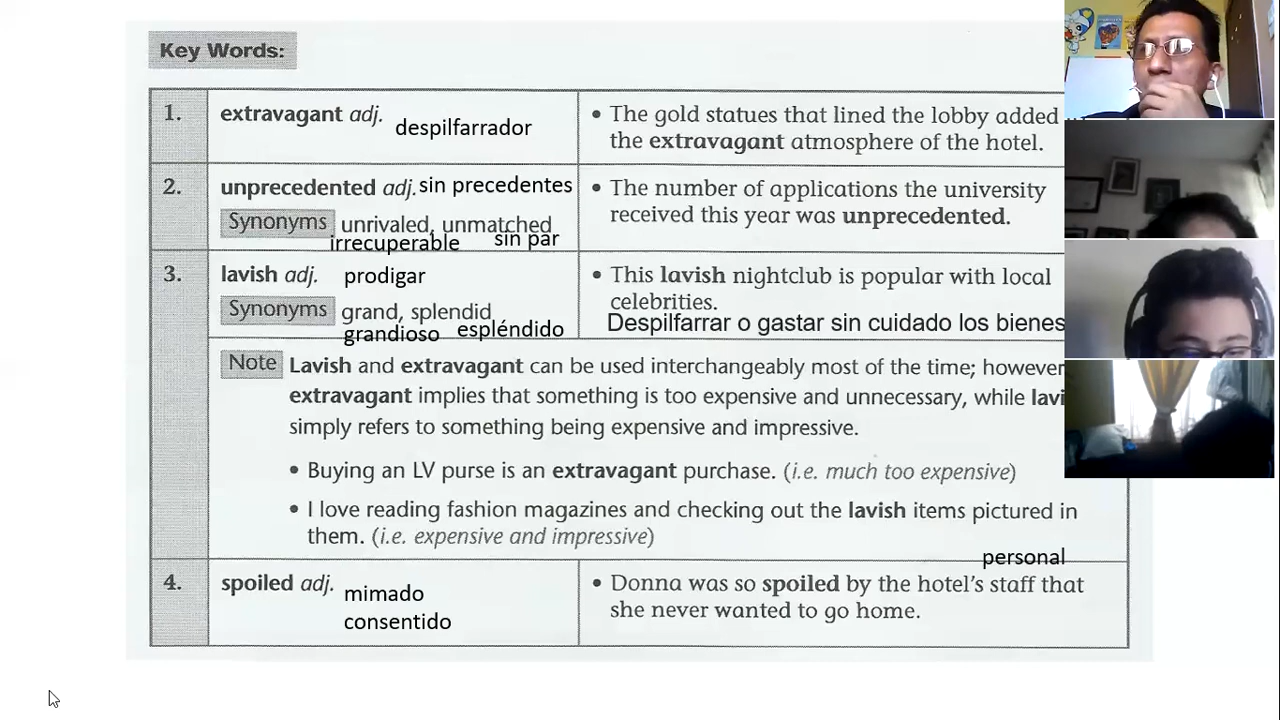 Key Words:
1. extravagant adj. despilfarrador
• The gold statues that lined the lobby added
the extravagant atmosphere of the hotel.
2. unprecedented adj. sin precedentes
Synonyms unrivaled, unmatched
irrecuperable sin par
• The number of applications the university
received this year was unprecedented.
3. lavish adj. prodigar
Synonyms grand, splendid
grandioso espléndido
• This lavish nightclub is popular with local
celebrities.
Despilfarrar o gastar sin cuidado los bienes
Note Lavish and extravagant can be used interchangeably most of the time; however
extravagant implies that something is too expensive and unnecessary, while lavi
simply refers to something being expensive and impressive.
• Buying an LV purse is an extravagant purchase. (i.e. much too expensive)
• I love reading fashion magazines and checking out the lavish items pictured in
them. (i.e. expensive and impressive)
personal
4. spoiled adj. mimado
consentido
• Donna was so spoiled by the hotel's staff that
she never wanted to go home.